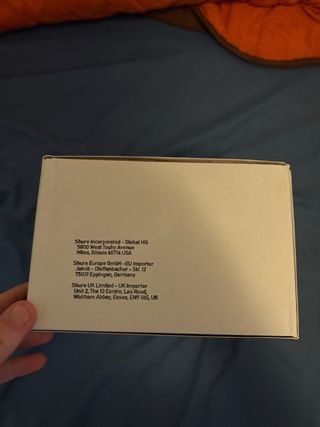 Shure Incorporated - Global HQ
5800 West Touhy Avenue
Niles, Illinois 60714 USA
Shure Europe GmbH - EU Importer
Jakob - Dieffenbacher - Str. 12
75031 Eppingen, Germany
Shure UK Limited - UK Importer
Unit 2, The 10 Centre, Lea Road,
Waltham Abbey, Essex, EN9 1AS, UK